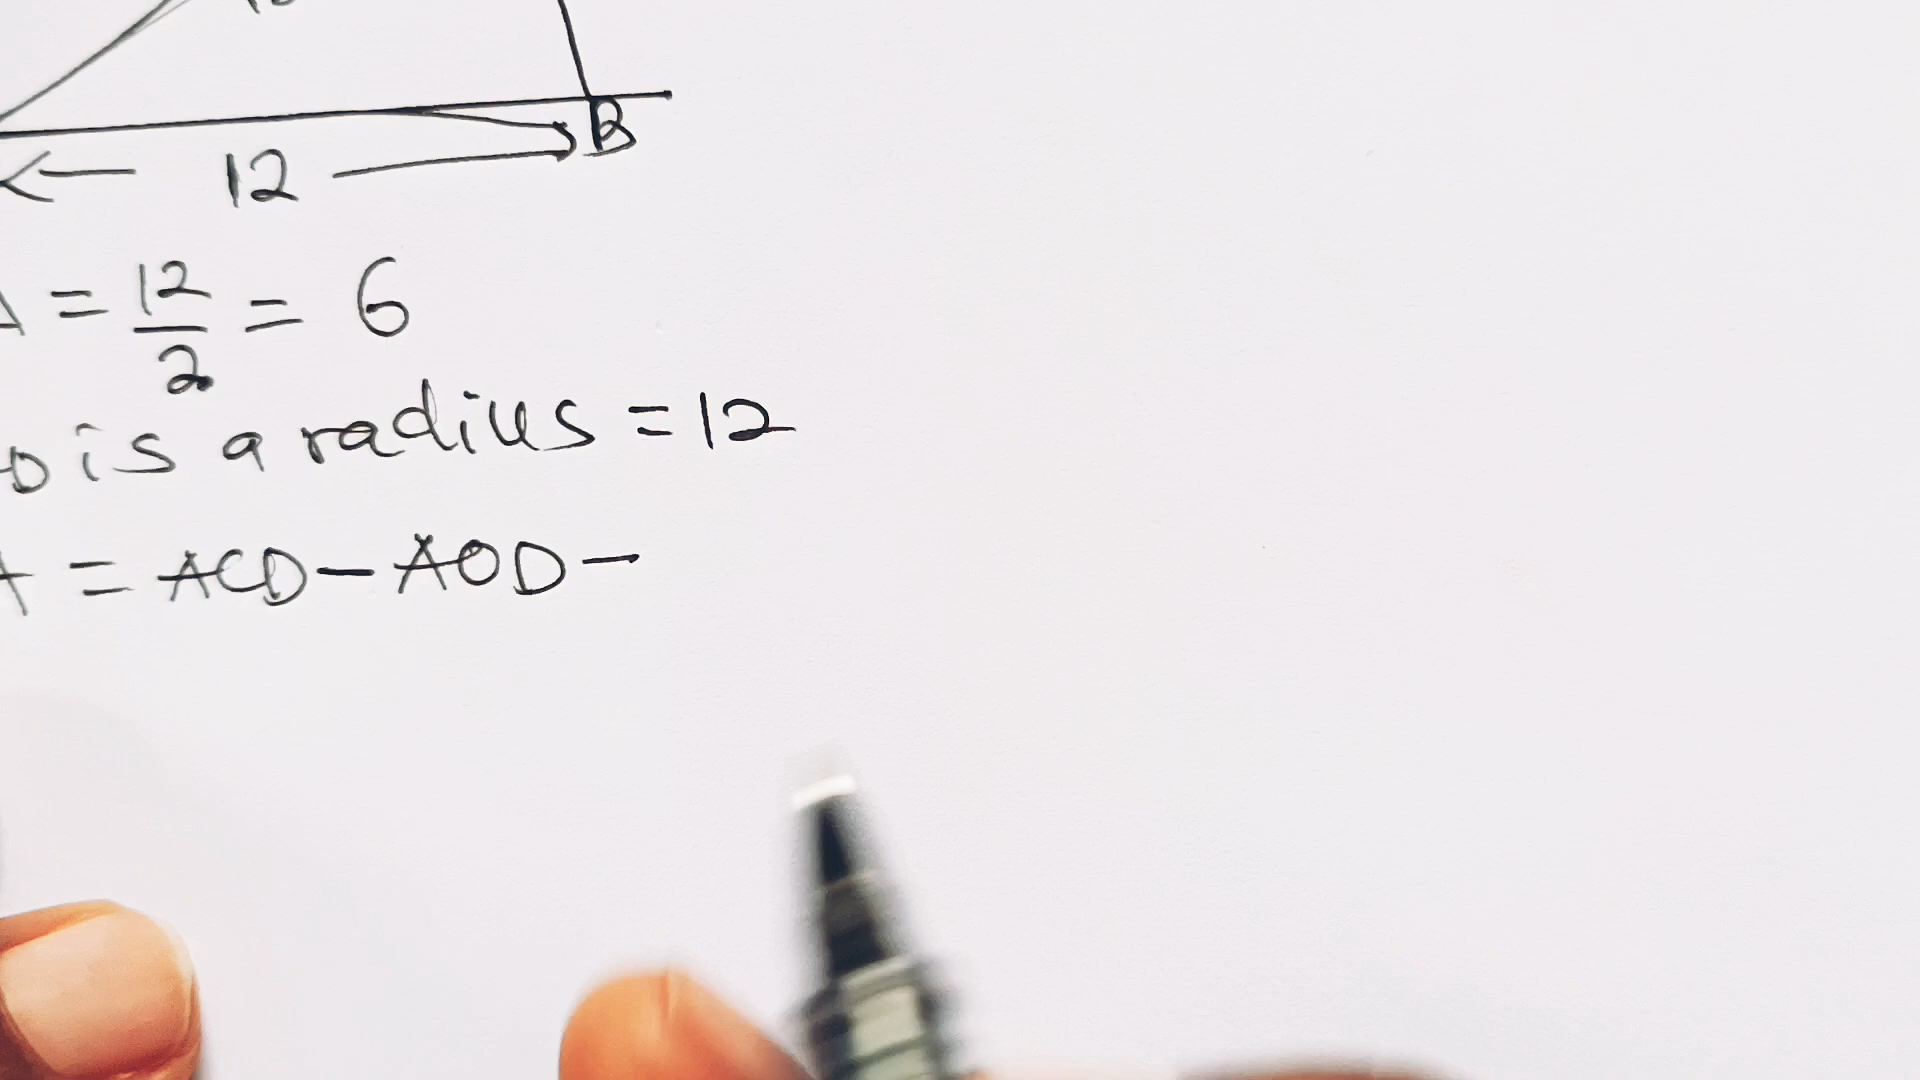 B
12
= 12/2 = 6
D is a radius = 12
A = ACD - AOD -